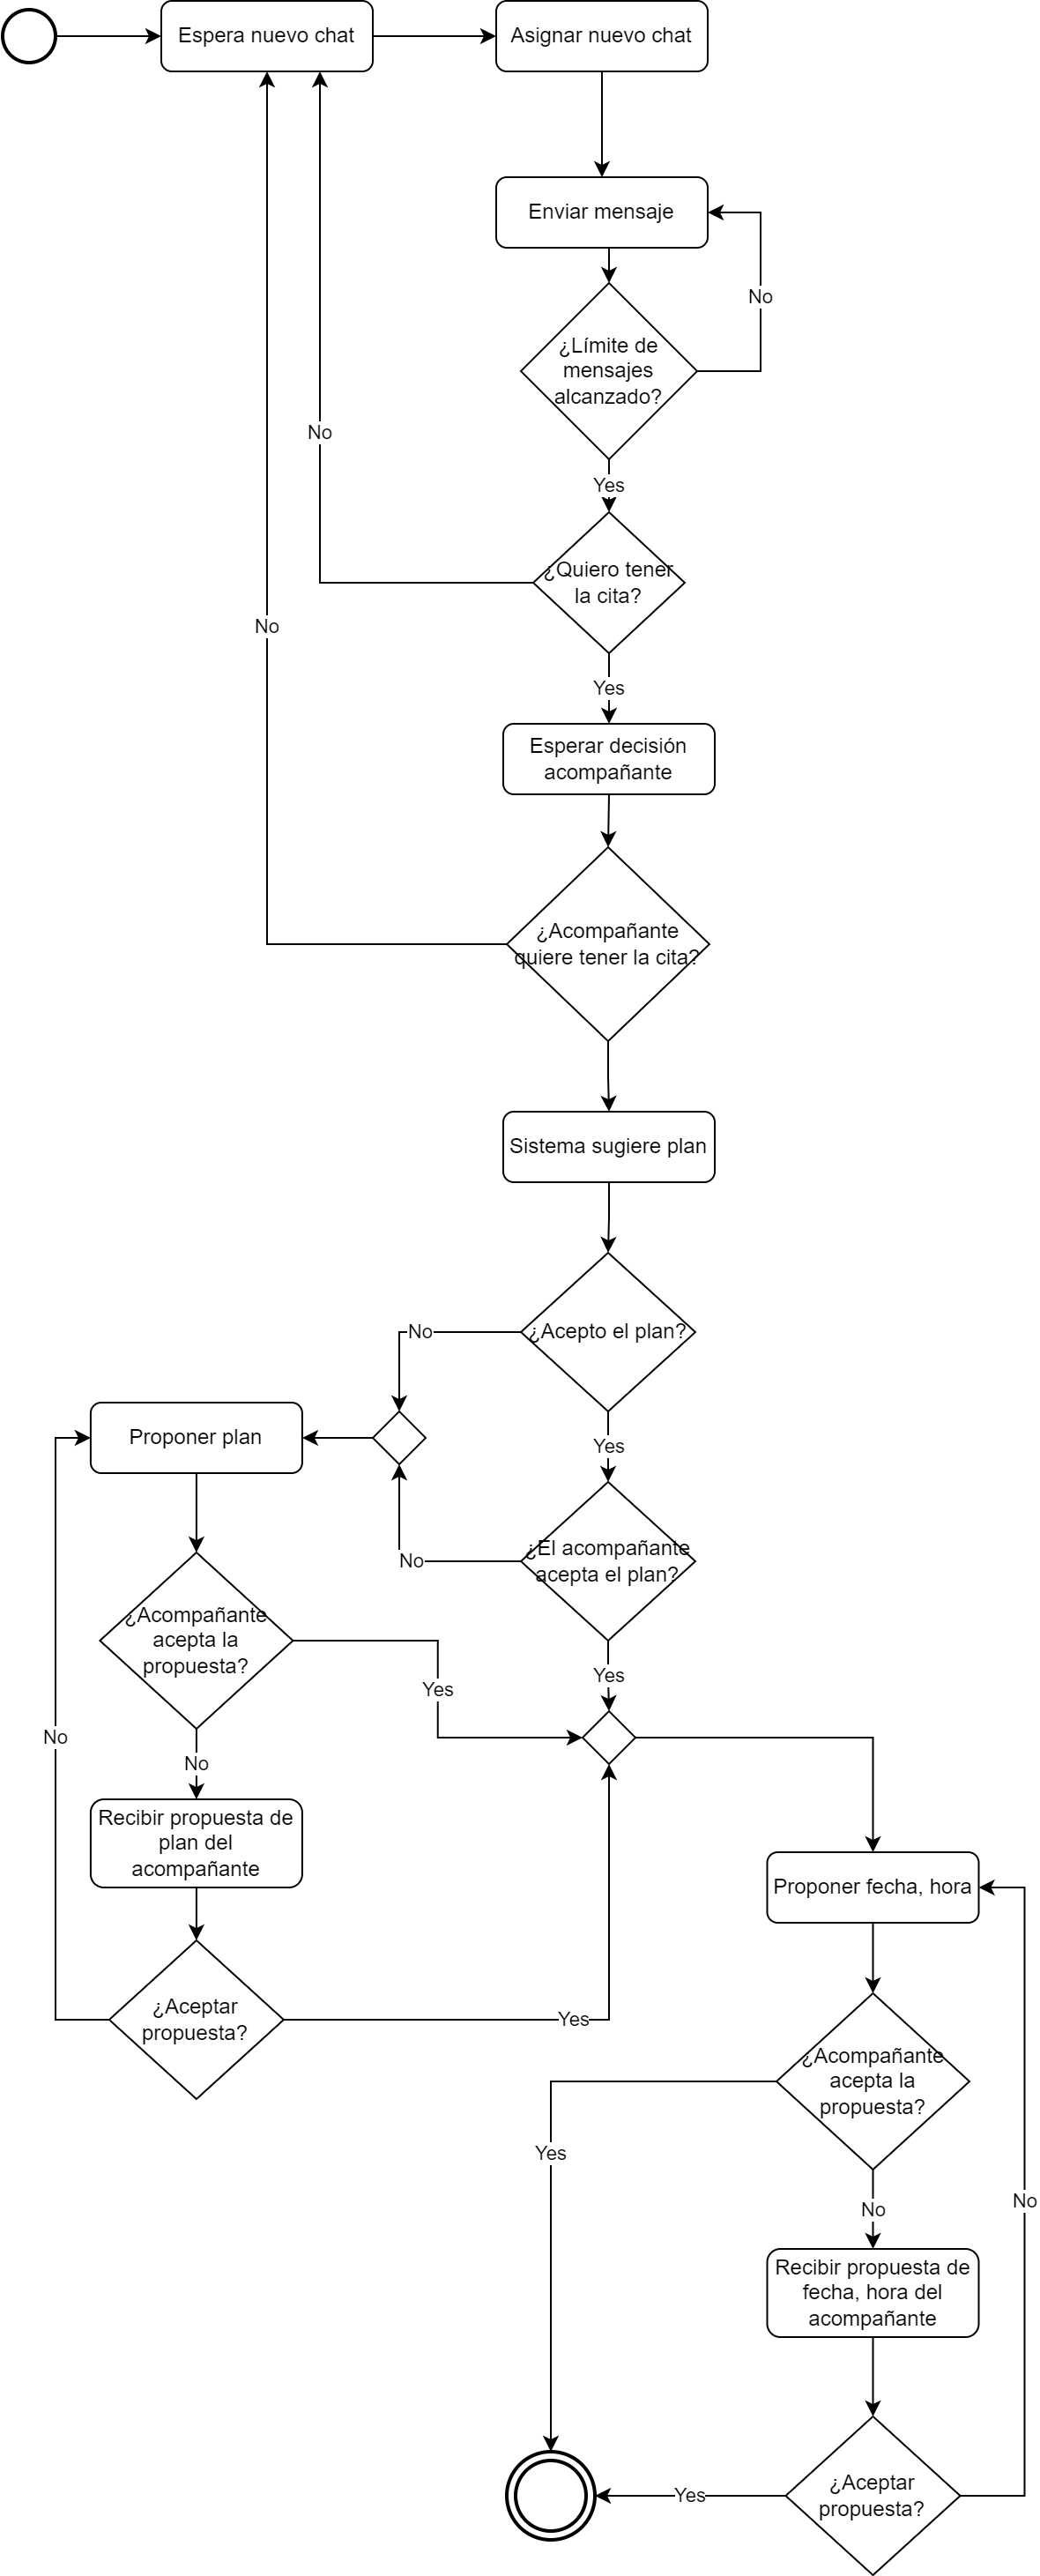 Espera nuevo chat
Asignar nuevo chat
Enviar mensaje
No
¿Límite de
mensajes
alcanzado?
No
Yes
¿Quiero tener
la cita?
No
Yes
Esperar decisión
acompañante
¿Acompañante
quiere tener la cita?
Sistema sugiere plan
¿Acepto el plan?
No
Proponer plan
Yes
¿El acompañante
acepta el plan?
No
¿Acompañante
acepta la
propuesta?
Yes
Yes
No
No
Recibir propuesta de
plan del
acompañante
Proponer fecha, hora
¿Aceptar
propuesta?
Yes
¿Acompañante
acepta la
propuesta?
Yes
No
No
Recibir propuesta de
fecha, hora del
acompañante
¿Aceptar
propuesta?
Yes